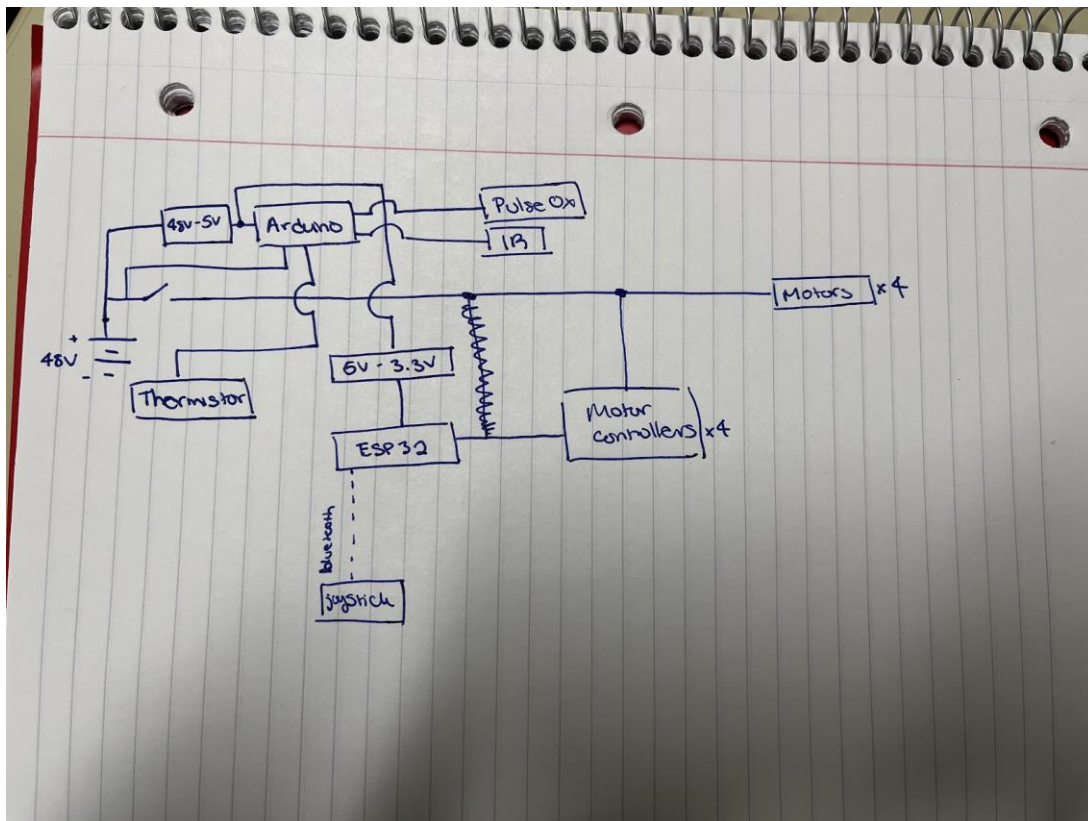 48V-5V
Arduino
Pulse Ox
IR
Motors x4
48V
+
-
5V-3.3V
Thermistor
Motor
controllers x4
ESP32
bluetooth
joystick